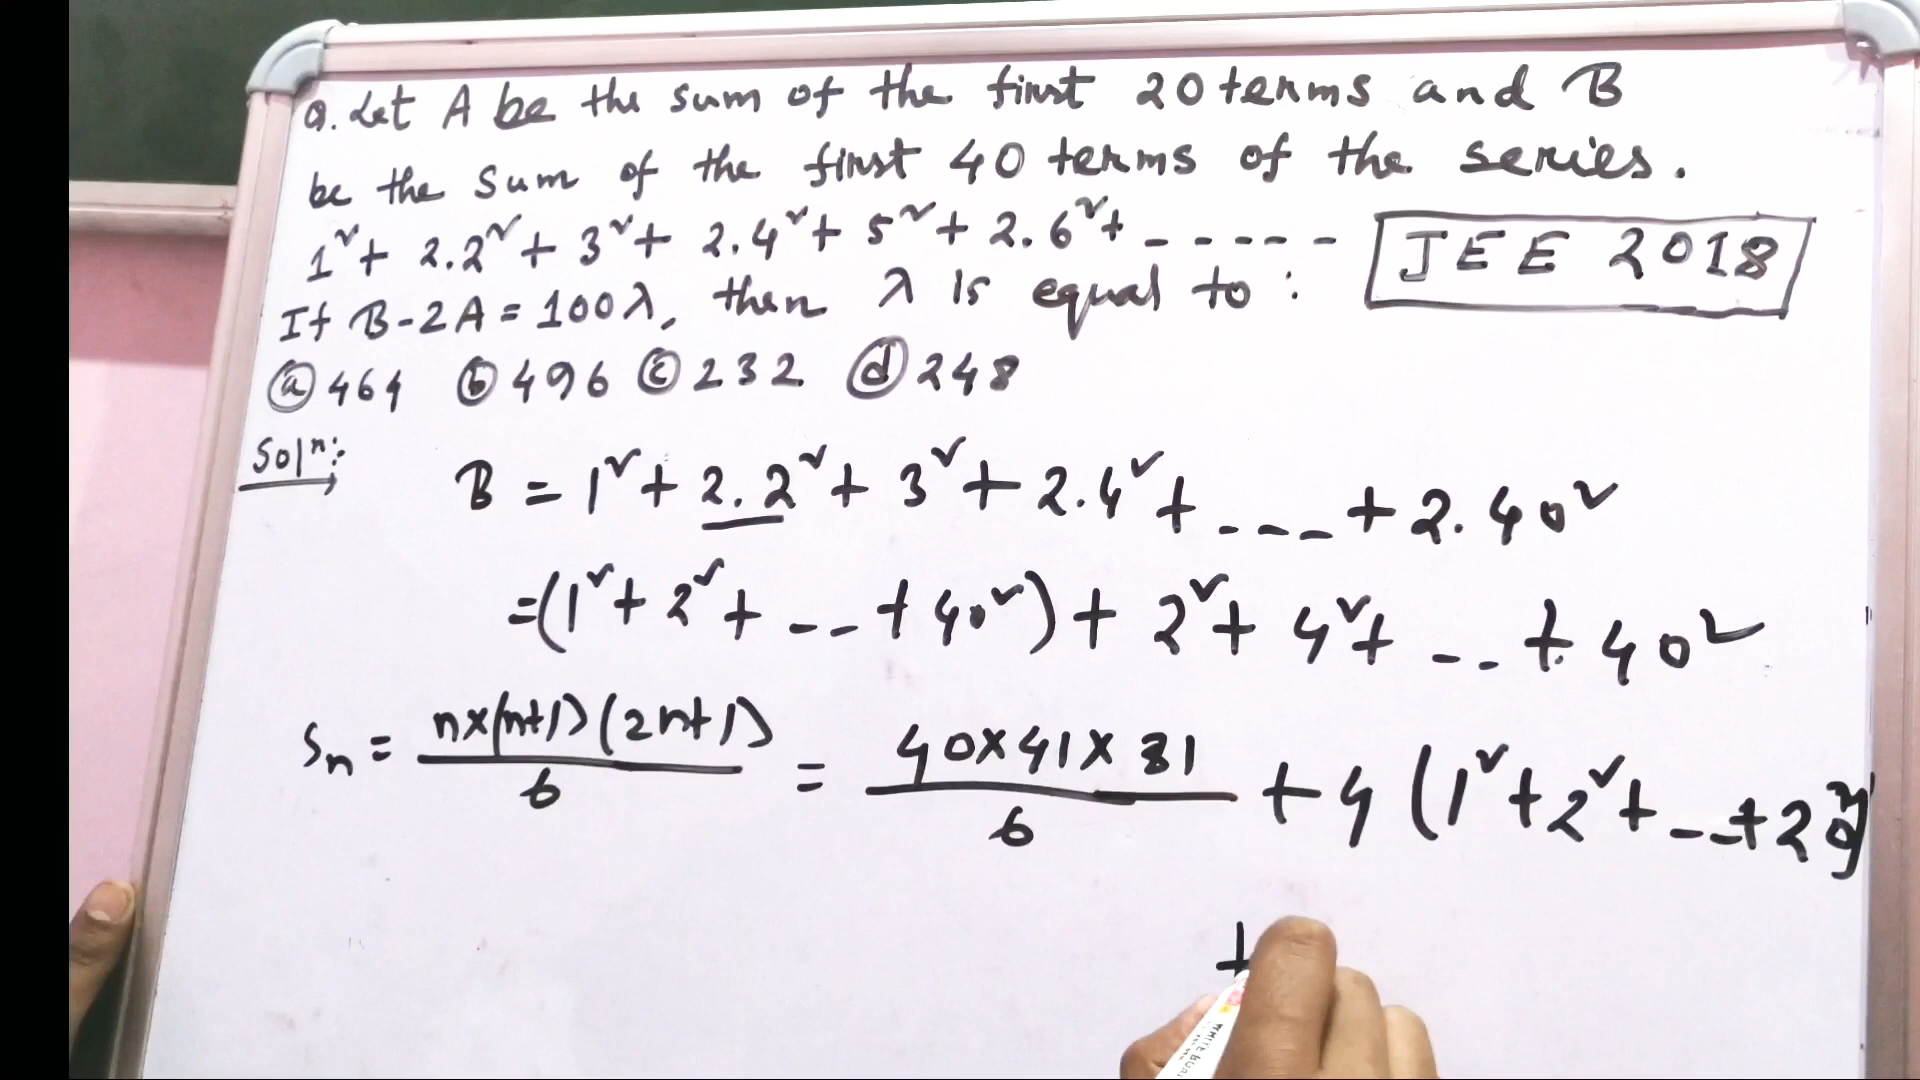 Q. Let A be the sum of the first 20 terms and B
be the sum of the first 40 terms of the series.
1² + 2.2² + 3² + 2.4² + 5² + 2.6² + - - - - -
JEE 2018
If B-2A = 100λ, then λ is equal to :
(a) 464 (b) 496 (c) 232 (d) 248
Solⁿ:
B = 1² + 2.2² + 3² + 2.4² + - - - + 2.40²
=(1² + 2² + - - + 40²) + 2² + 4² + - - + 40²
Sn = n×(n+1)(2n+1)/6 = 40×41×81/6 + 4(1²+2²+--+20²)
+
WHITE BOARD